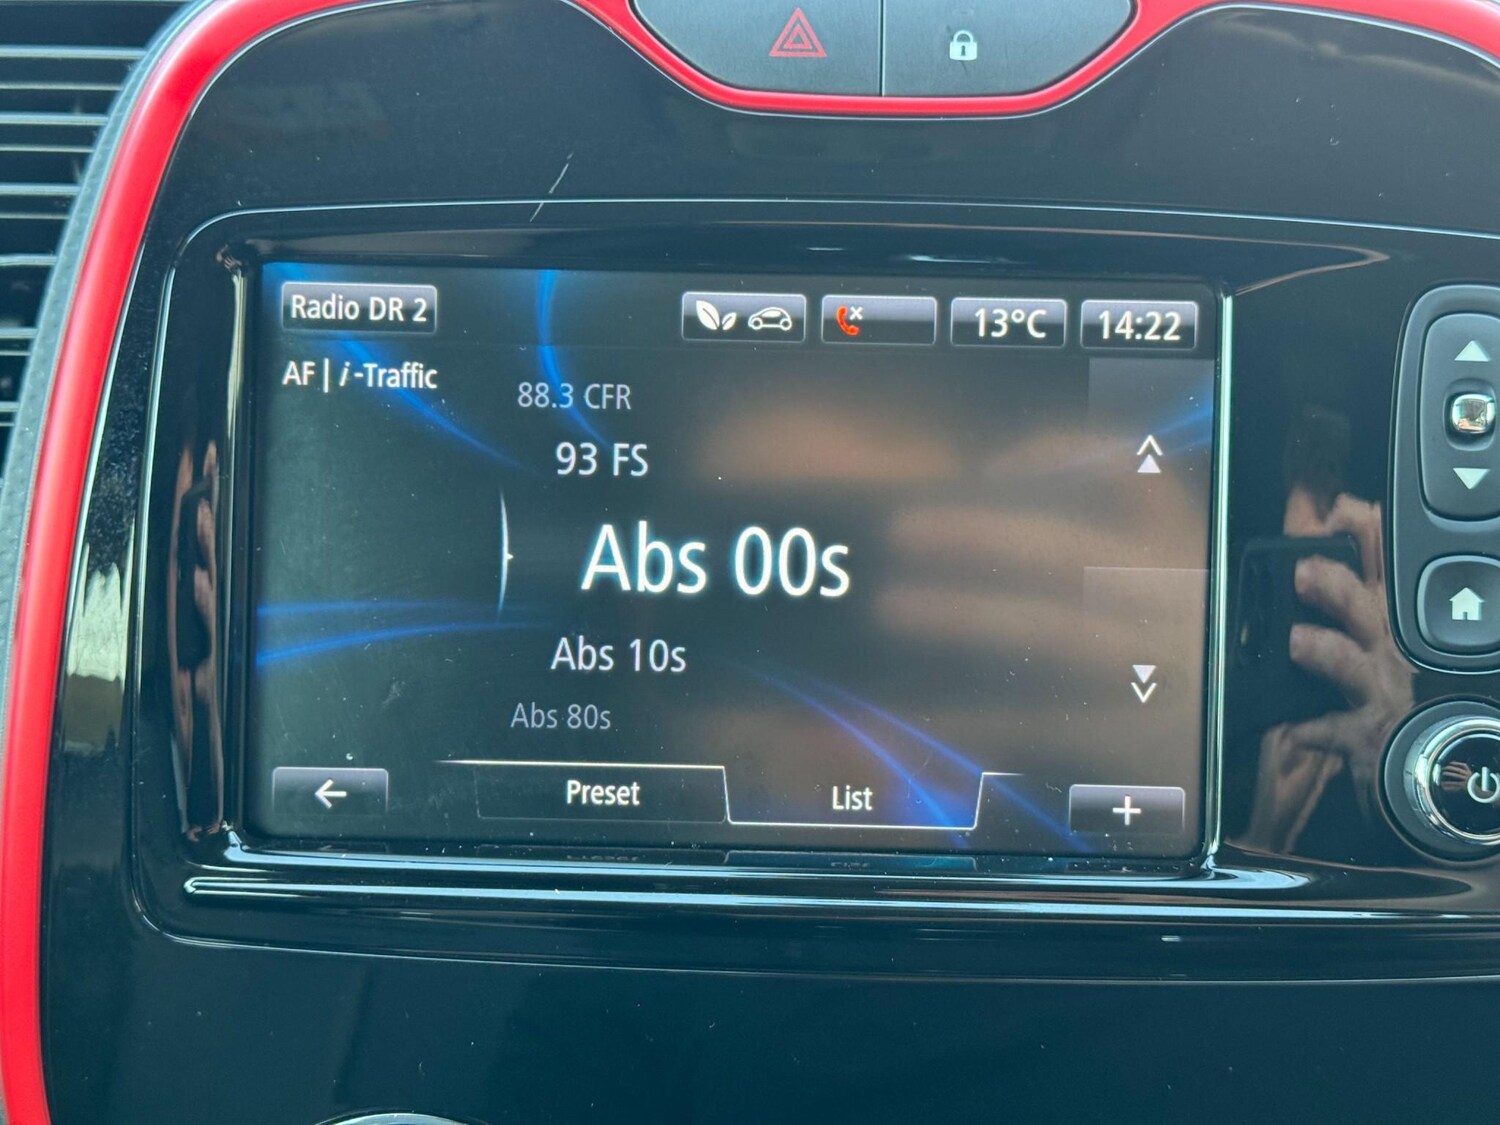 Radio DR 2
13°C
14:22
AF | i-Traffic
88.3 CFR
93 FS
Abs 00s
Abs 10s
Abs 80s
Preset
List